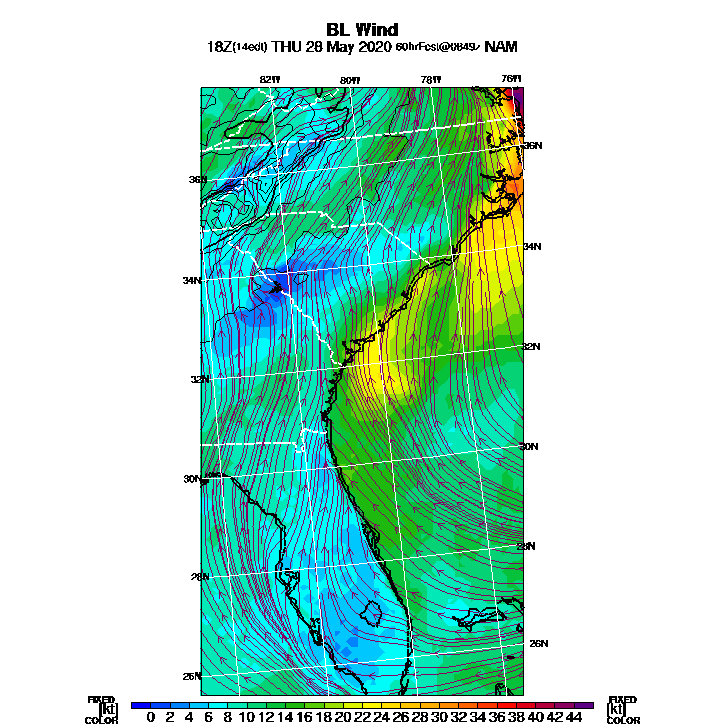 BL Wind
18Z(14edt) THU 28 May 2020 60hrFcst@0849z NAM
82W 80W 78W 76W
36N
36N
34N
34N
32N
32N
30N
30N
28N
28N
26N
26N
FIXED [kt] COLOR
0 2 4 6 8 10 12 14 16 18 20 22 24 26 28 30 32 34 36 38 40 42 44
FIXED [kt] COLOR